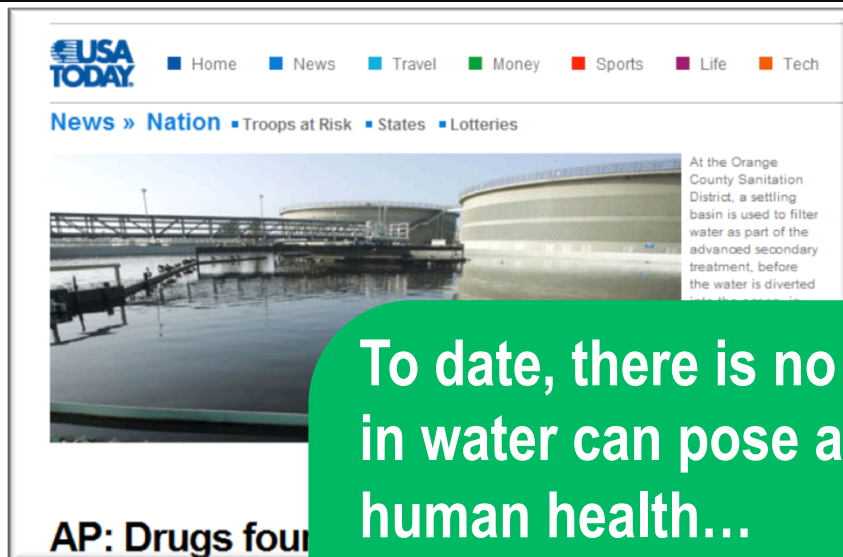 USA
TODAY.
Home News Travel Money Sports Life Tech
News » Nation ▪ Troops at Risk ▪ States ▪ Lotteries
At the Orange
County Sanitation
District, a settling
basin is used to filter
water as part of the
advanced secondary
treatment, before
the water is diverted
To date, there is no
in water can pose a
human health…
AP: Drugs